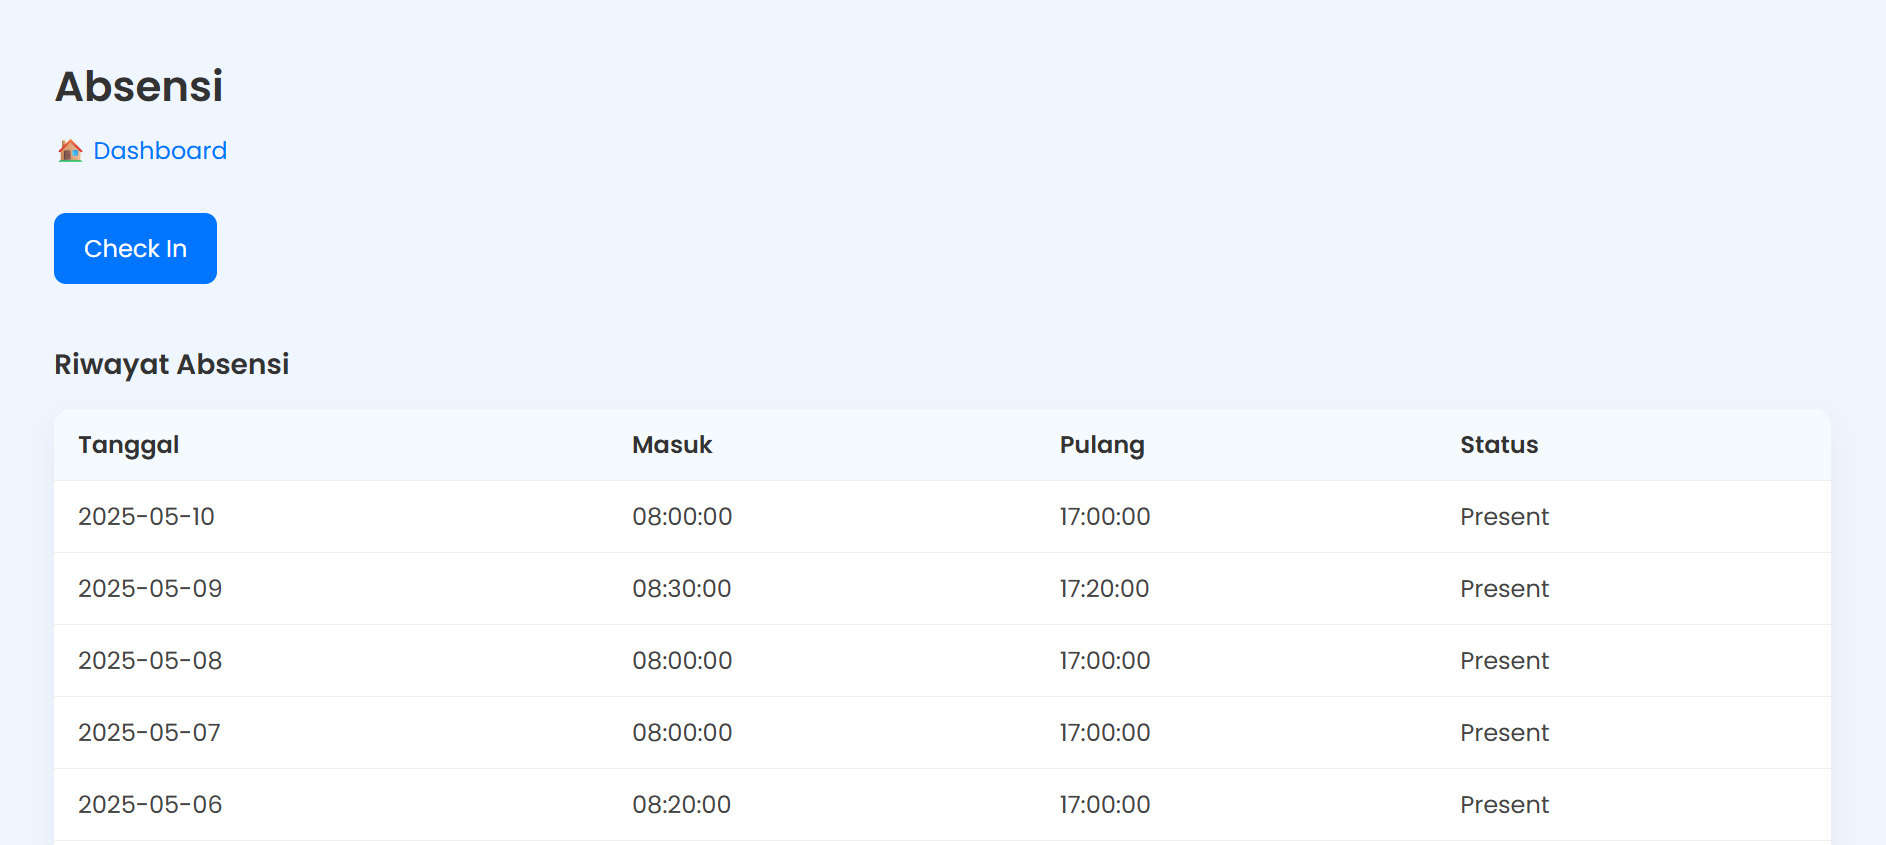 Absensi
Dashboard
Check In
Riwayat Absensi
Tanggal Masuk Pulang Status
2025-05-10 08:00:00 17:00:00 Present
2025-05-09 08:30:00 17:20:00 Present
2025-05-08 08:00:00 17:00:00 Present
2025-05-07 08:00:00 17:00:00 Present
2025-05-06 08:20:00 17:00:00 Present